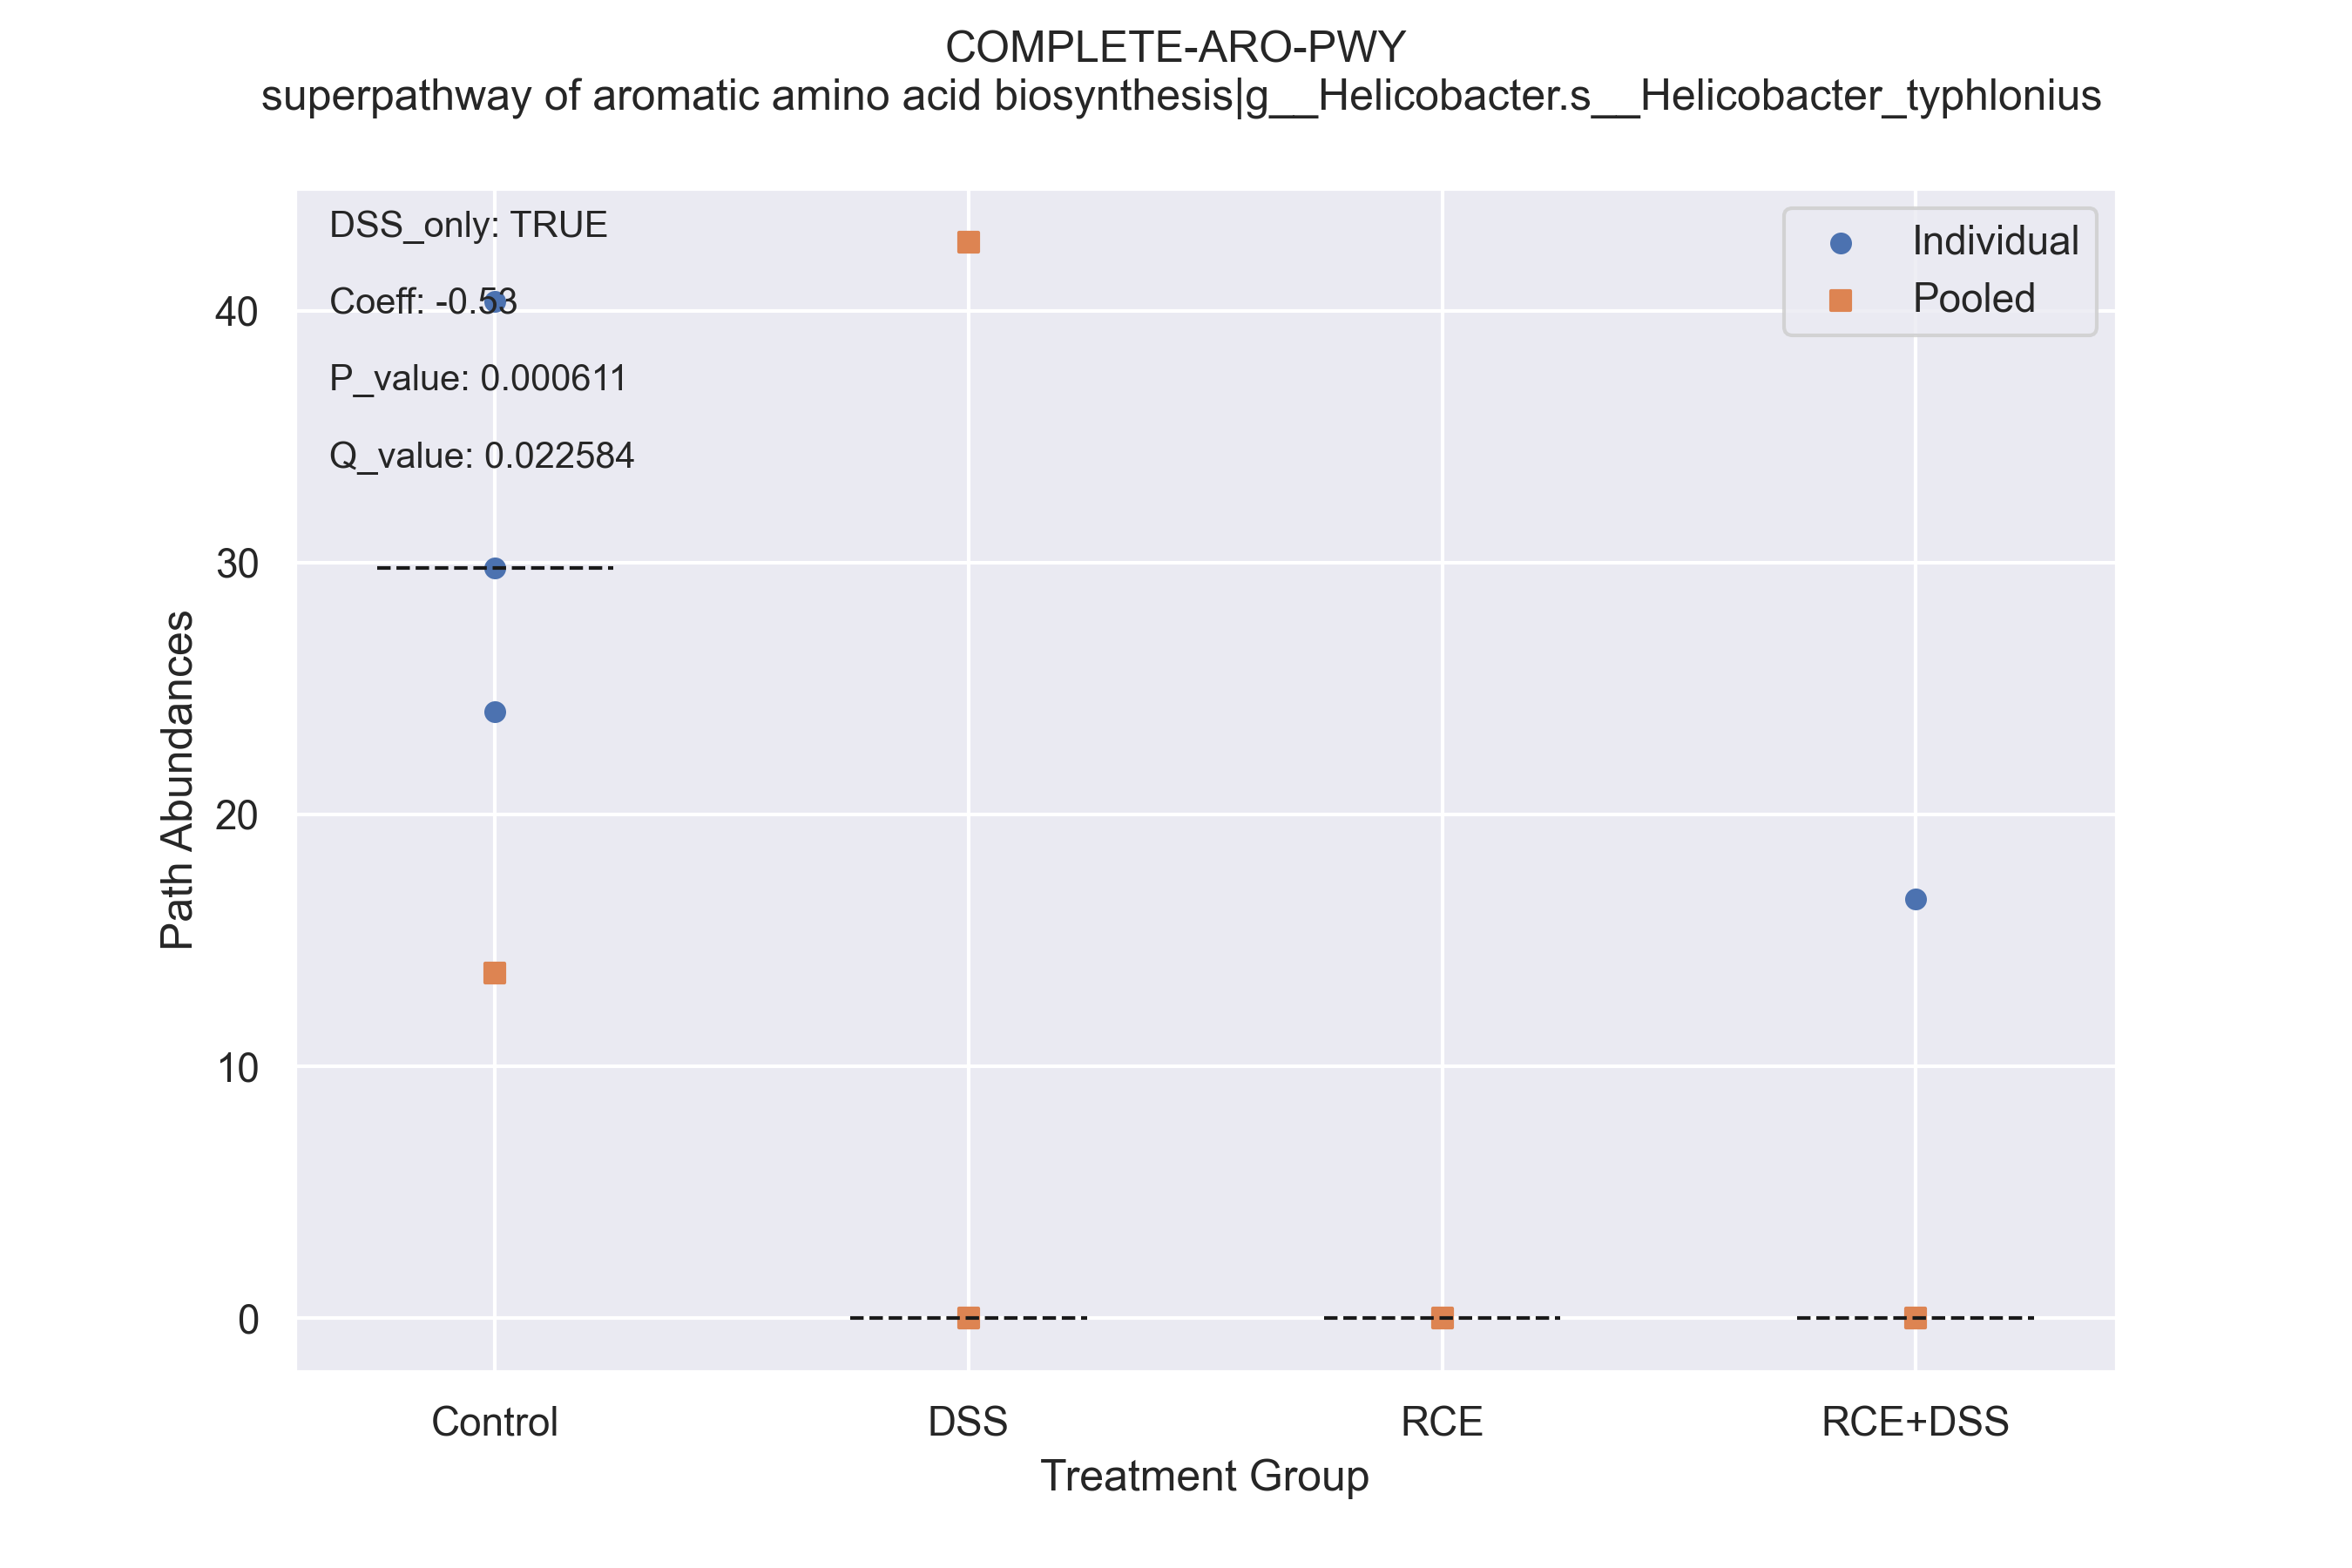 COMPLETE-ARO-PWY
superpathway of aromatic amino acid biosynthesis|g__Helicobacter.s__Helicobacter_typhlonius
DSS_only: TRUE
Coeff: -0.53
P_value: 0.000611
Q_value: 0.022584
Individual
Pooled
Path Abundances
40
30
20
10
0
Control
DSS
RCE
RCE+DSS
Treatment Group